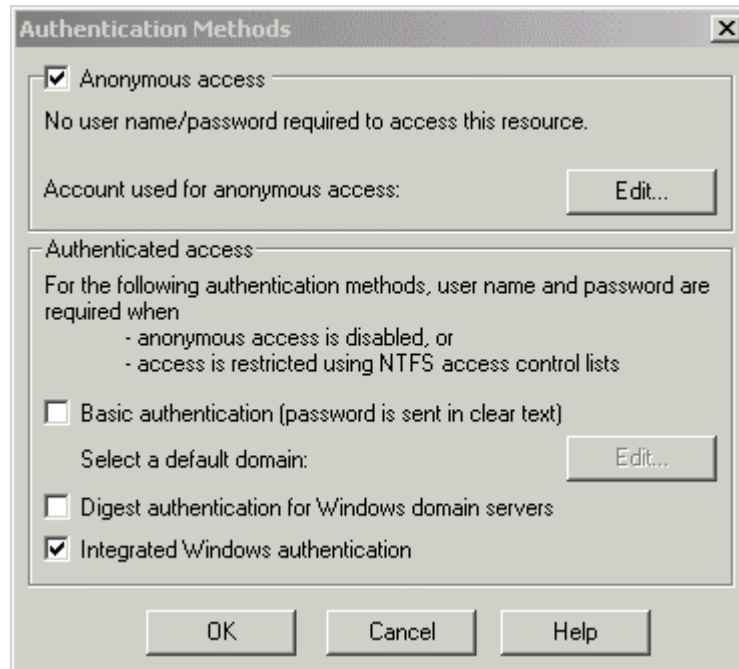 Authentication Methods
Anonymous access
No user name/password required to access this resource.
Account used for anonymous access:
Edit...
Authenticated access
For the following authentication methods, user name and password are
required when
- anonymous access is disabled, or
- access is restricted using NTFS access control lists
Basic authentication (password is sent in clear text)
Select a default domain:
Edit...
Digest authentication for Windows domain servers
Integrated Windows authentication
OK
Cancel
Help